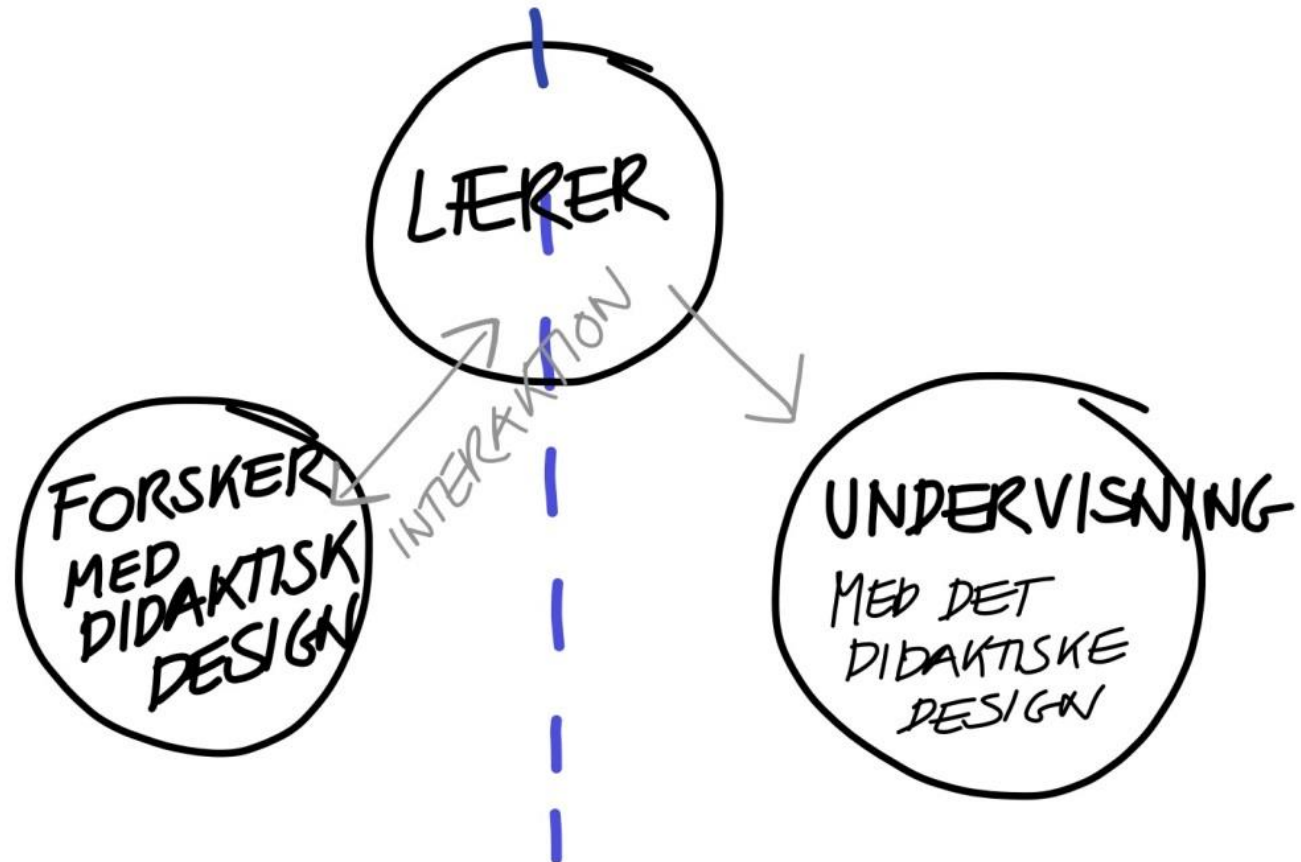 LÆRER
INTERAKTION
FORSKER
MED
DIDAKTISK
DESIGN
UNDERVISNING
MED DET
DIDAKTISKE
DESIGN